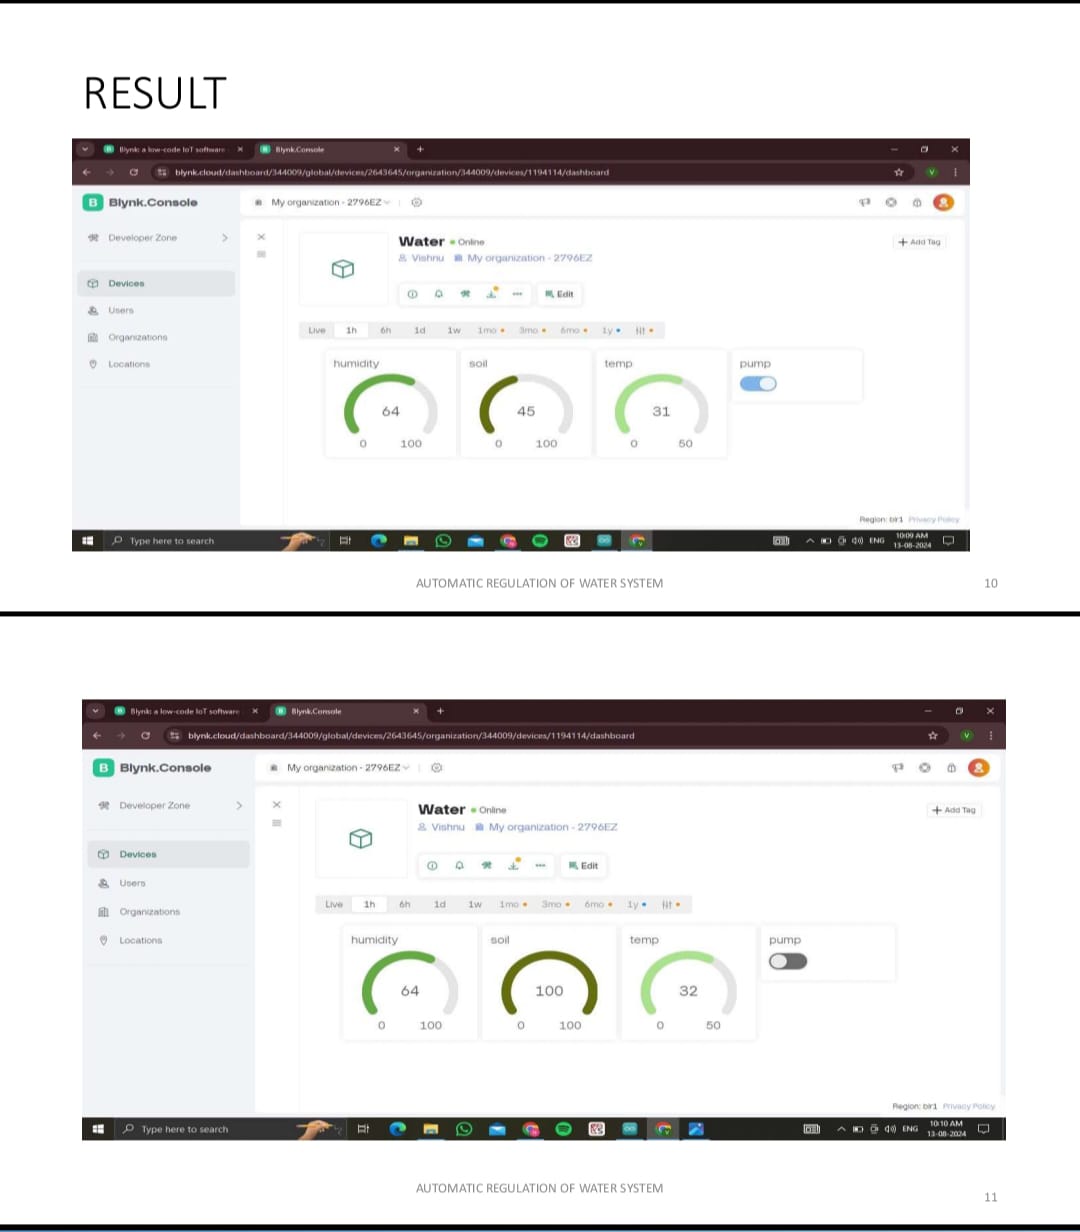 RESULT
Blynk: a low-code IoT software
Blynk.Console
blynk.cloud/dashboard/344009/global/devices/2643645/organization/344009/devices/1194114/dashboard
B Blynk.Console
My organization - 2796EZ
Developer Zone
Water Online
Add Tag
Vishnu My organization - 2796EZ
Devices
Edit
Users
Live 1h 6h 1d 1w 1mo 3mo 6mo 1y
Organizations
Locations
humidity soil temp pump
64 45 31
0 100 0 100 0 50
Region: blr1 Privacy Policy
Type here to search
ENG
10:09 AM
13-08-2024
AUTOMATIC REGULATION OF WATER SYSTEM
10
Blynk: a low-code IoT software
Blynk.Console
blynk.cloud/dashboard/344009/global/devices/2643645/organization/344009/devices/1194114/dashboard
B Blynk.Console
My organization - 2796EZ
Developer Zone
Water Online
Add Tag
Vishnu My organization - 2796EZ
Devices
Edit
Users
Live 1h 6h 1d 1w 1mo 3mo 6mo 1y
Organizations
Locations
humidity soil temp pump
64 100 32
0 100 0 100 0 50
Region: blr1 Privacy Policy
Type here to search
ENG
10:10 AM
13-08-2024
AUTOMATIC REGULATION OF WATER SYSTEM
11